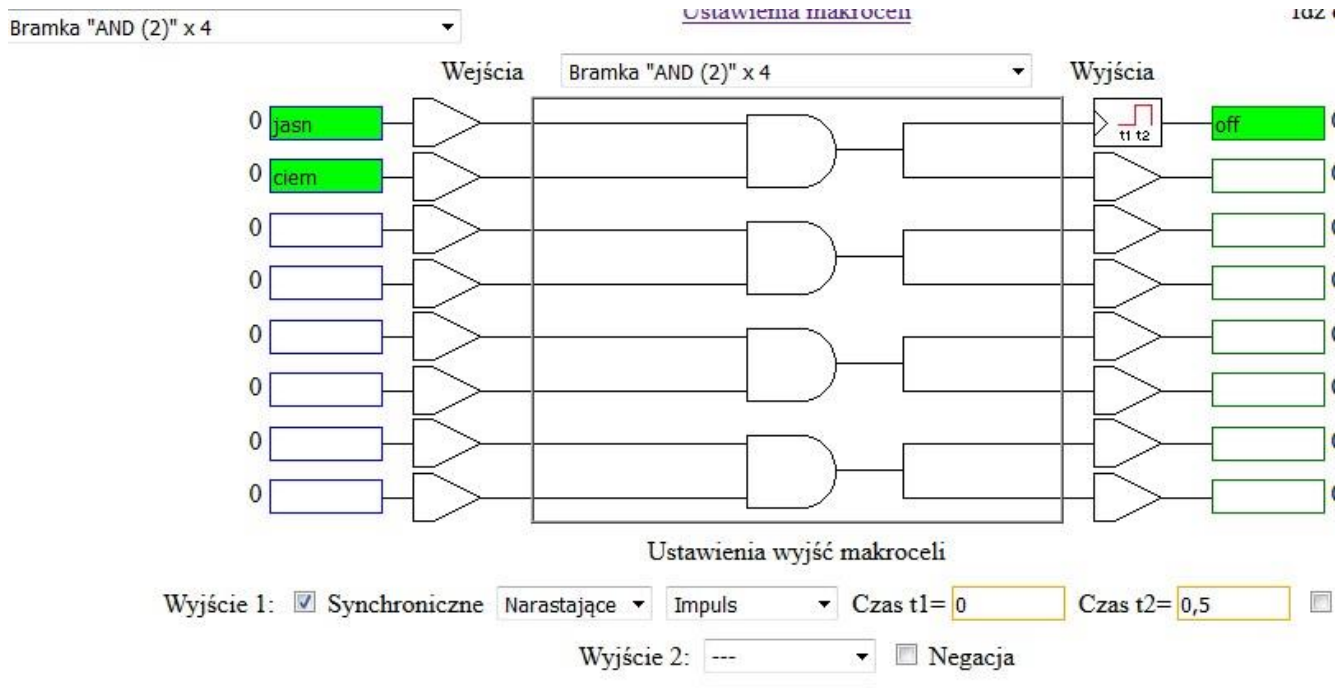 Bramka "AND (2)" x 4
Ustawienia makroceli
Wejścia Bramka "AND (2)" x 4 Wyjścia
0 jasn t1 t2 off
0 ciem
0
0
0
0
0
0
Ustawienia wyjść makroceli
Wyjście 1: Synchroniczne Narastające Impuls Czas t1= 0 Czas t2= 0,5
Wyjście 2: --- Negacja